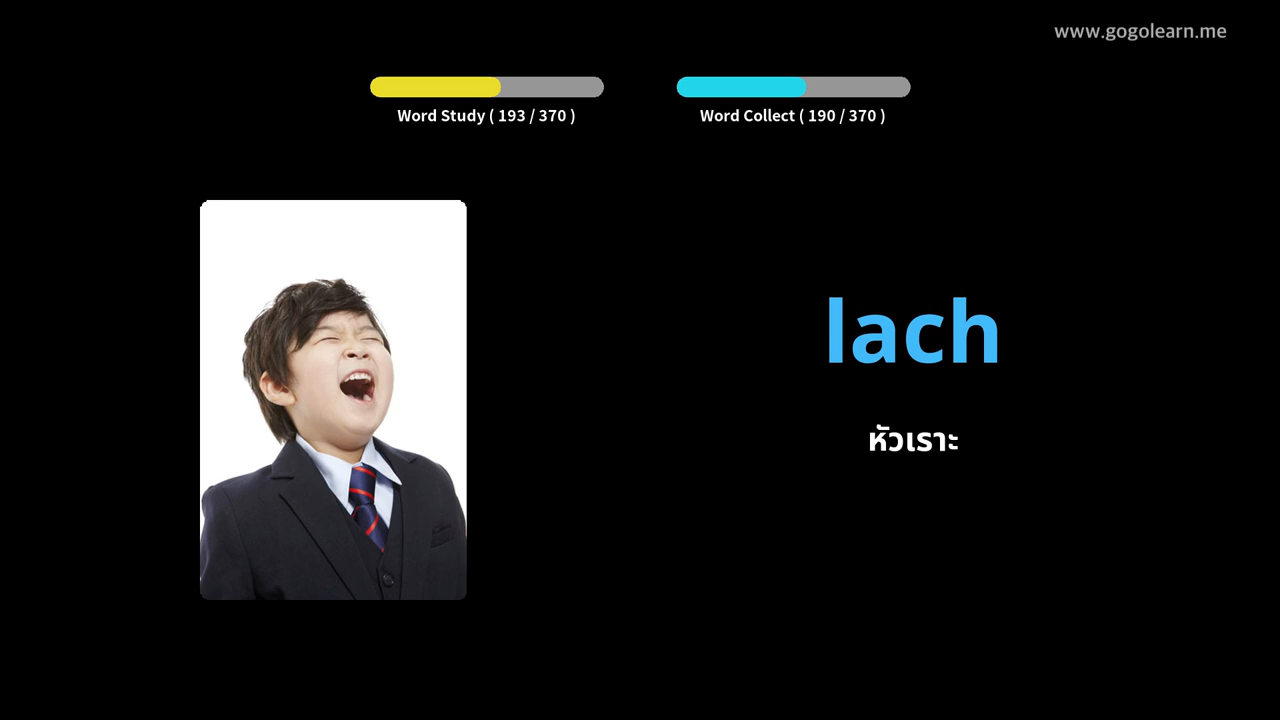 www.gogolearn.me
Word Study ( 193 / 370 )
Word Collect ( 190 / 370 )
lach
หัวเราะ